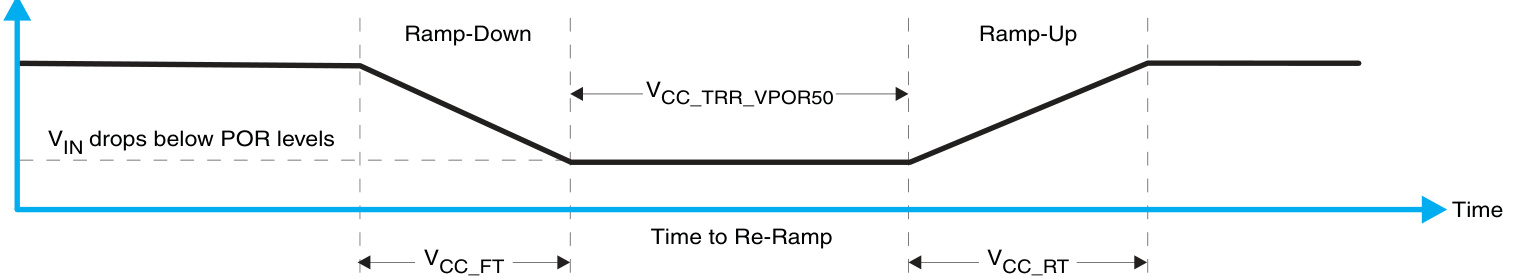 Ramp-Down
Ramp-Up
VCC_TRR_VPOR50
VIN drops below POR levels
Time
Time to Re-Ramp
VCC_FT
VCC_RT